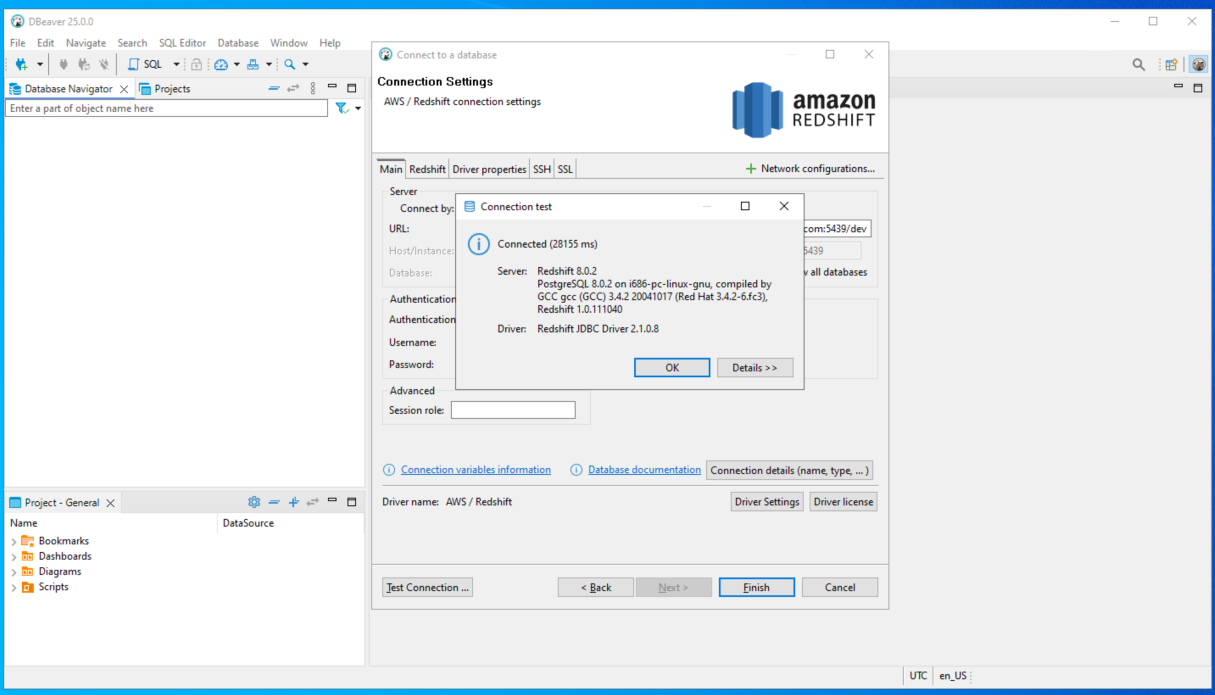 DBeaver 25.0.0
File Edit Navigate Search SQL Editor Database Window Help
SQL
Database Navigator
Projects
Enter a part of object name here
Connect to a database
Connection Settings
AWS / Redshift connection settings
amazon
REDSHIFT
Main Redshift Driver properties SSH SSL
Network configurations...
Server
Connect by:
URL:
com:5439/dev
Host/Instance:
5439
Database:
all databases
Authentication
Authentication
Username:
Password:
Connection test
Connected (28155 ms)
Server: Redshift 8.0.2
PostgreSQL 8.0.2 on i686-pc-linux-gnu, compiled by
GCC gcc (GCC) 3.4.2 20041017 (Red Hat 3.4.2-6.fc3),
Redshift 1.0.111040
Driver: Redshift JDBC Driver 2.1.0.8
OK
Details >>
Advanced
Session role:
Connection variables information
Database documentation
Connection details (name, type, ... )
Driver name: AWS / Redshift
Driver Settings
Driver license
Test Connection ...
< Back
Next >
Finish
Cancel
Project - General
Name
DataSource
Bookmarks
Dashboards
Diagrams
Scripts
UTC
en_US